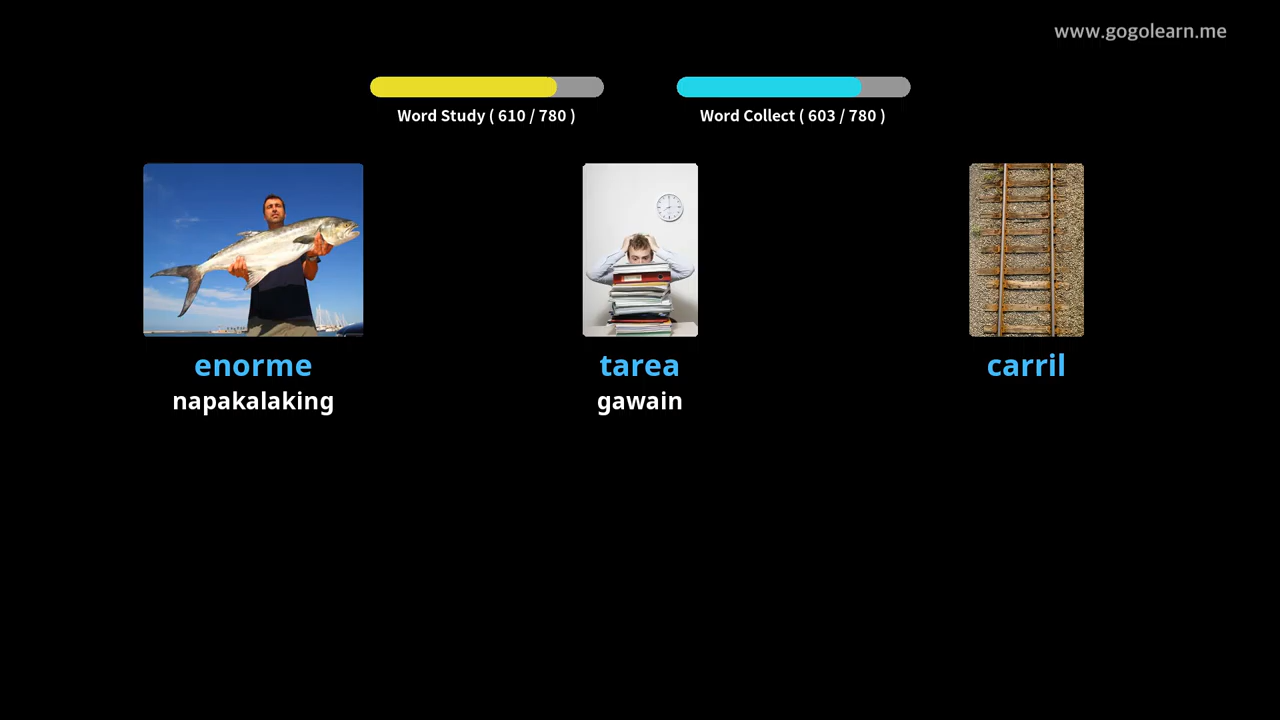 www.gogolearn.me
Word Study ( 610 / 780 )
Word Collect ( 603 / 780 )
enorme
napakalaking
tarea
gawain
carril